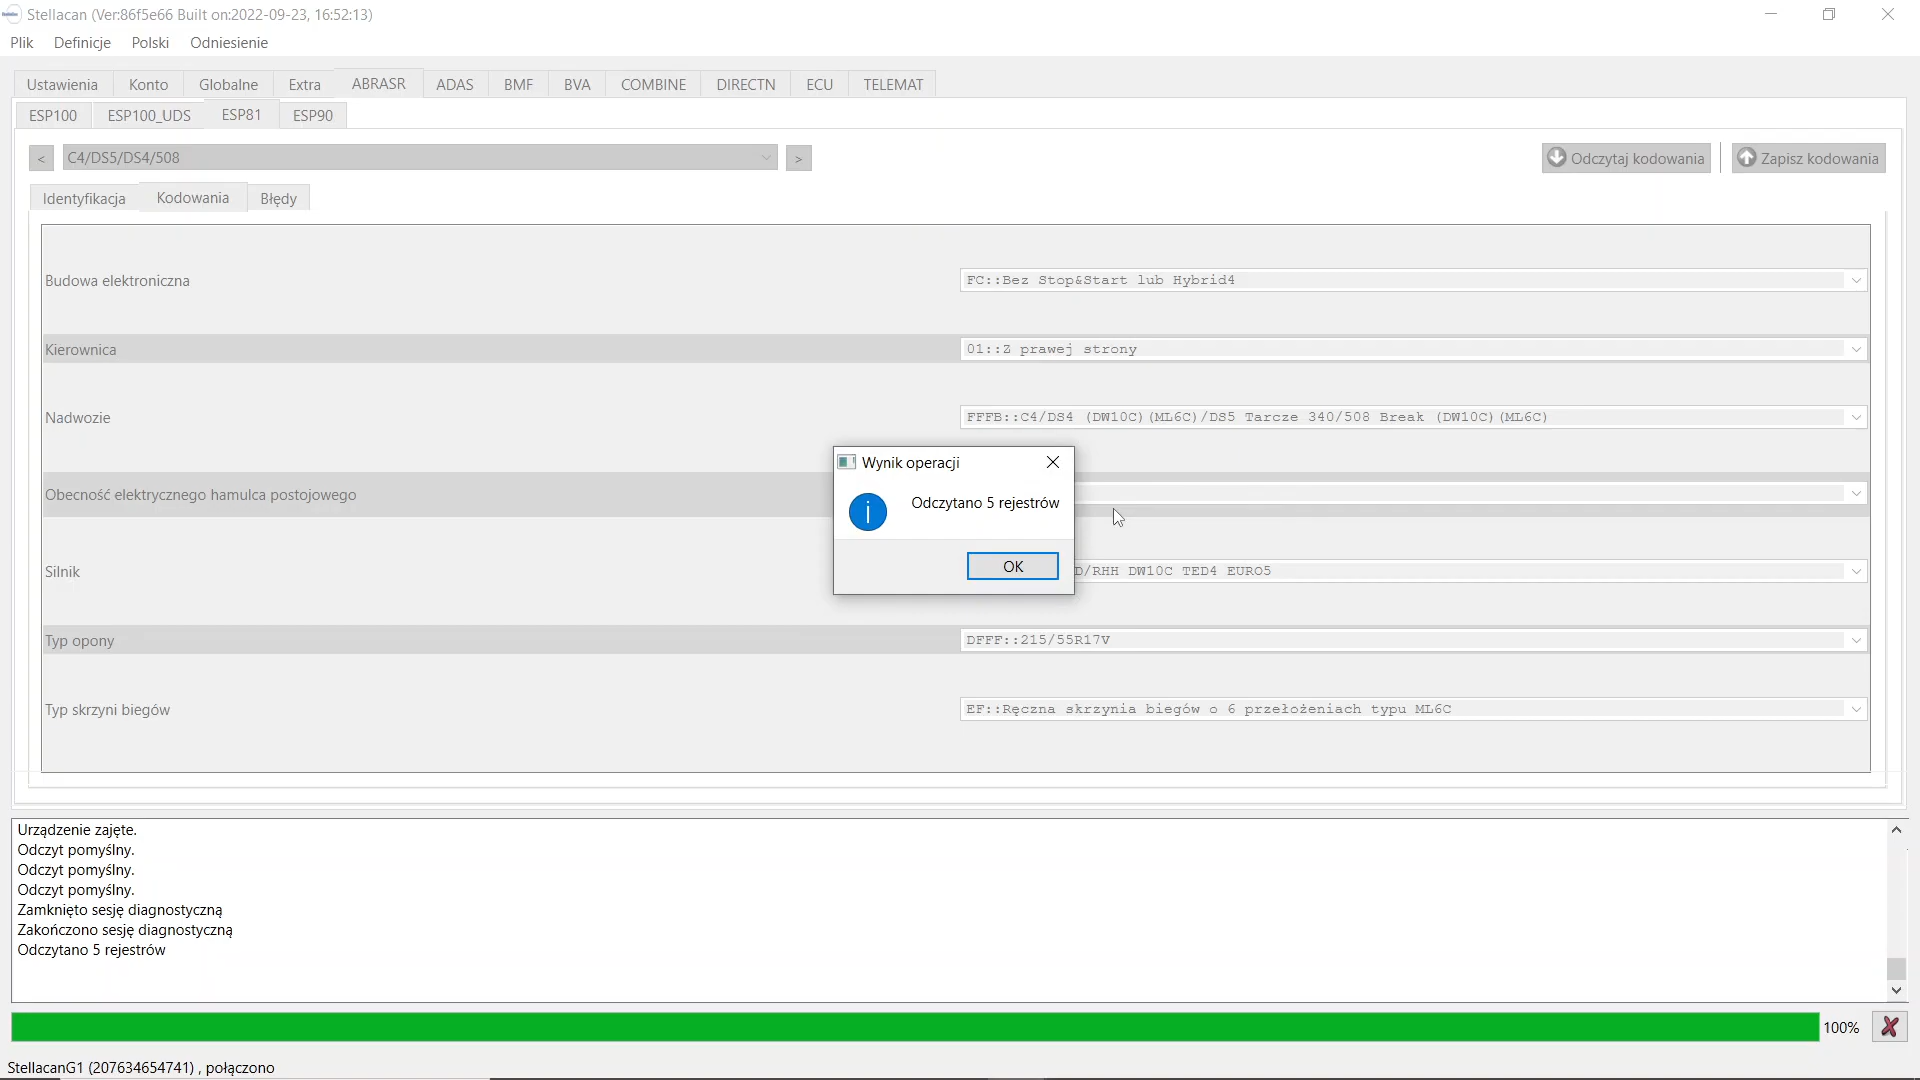 Stellacan (Ver:86f5e66 Built on:2022-09-23, 16:52:13)
Plik Definicje Polski Odniesienie
Ustawienia Konto Globalne Extra ABRASR ADAS BMF BVA COMBINE DIRECTN ECU TELEMAT
ESP100 ESP100_UDS ESP81 ESP90
< C4/DS5/DS4/508 > Odczytaj kodowania Zapisz kodowania
Identyfikacja Kodowania Błędy
Budowa elektroniczna FC::Bez Stop&Start lub Hybrid4
Kierownica 01::Z prawej strony
Nadwozie FFFB::C4/DS4 (DW10C)(ML6C)/DS5 Tarcze 340/508 Break (DW10C)(ML6C)
Wynik operacji
Obecność elektrycznego hamulca postojowego
Odczytano 5 rejestrów
OK
Silnik D/RHH DW10C TED4 EURO5
Typ opony DFFF::215/55R17V
Typ skrzyni biegów EF::Ręczna skrzynia biegów o 6 przełożeniach typu ML6C
Urządzenie zajęte.
Odczyt pomyślny.
Odczyt pomyślny.
Odczyt pomyślny.
Zamknięto sesję diagnostyczną
Zakończono sesję diagnostyczną
Odczytano 5 rejestrów
100%
StellacanG1 (207634654741) , połączono